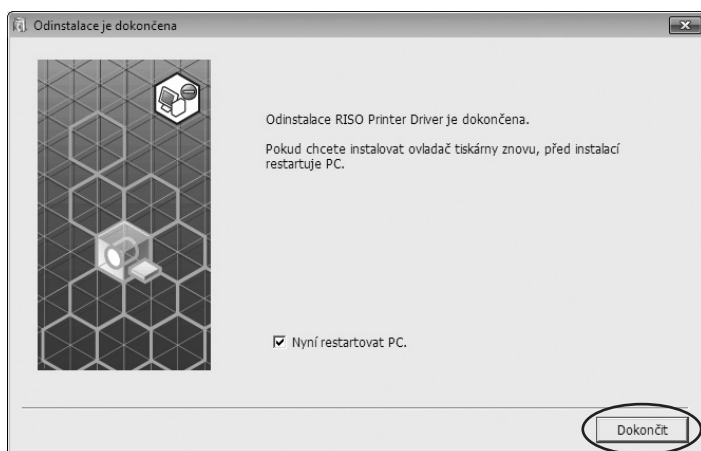 Odinstalace je dokončena
Odinstalace RISO Printer Driver je dokončena.
Pokud chcete instalovat ovladač tiskárny znovu, před instalací
restartuje PC.
Nyní restartovat PC.
Dokončit